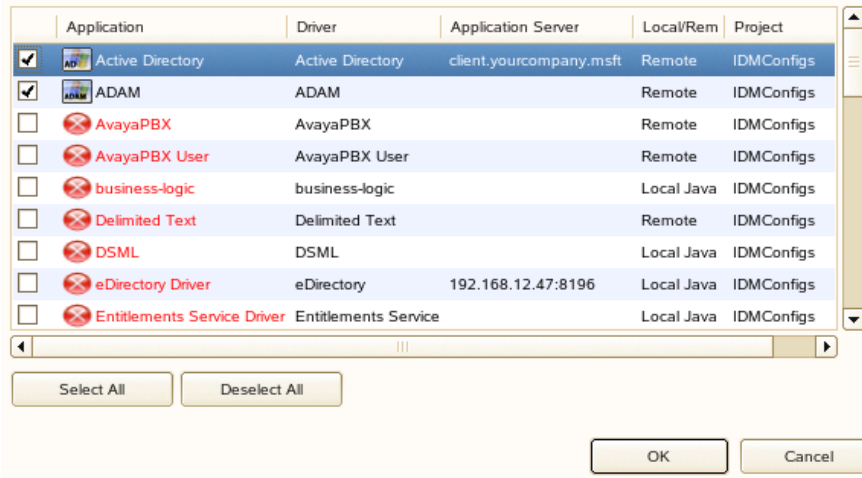 Application Driver Application Server Local/Rem Project
Active Directory Active Directory client.yourcompany.msft Remote IDMConfigs
ADAM ADAM Remote IDMConfigs
AvayaPBX AvayaPBX Remote IDMConfigs
AvayaPBX User AvayaPBX User Remote IDMConfigs
business-logic business-logic Local Java IDMConfigs
Delimited Text Delimited Text Remote IDMConfigs
DSML DSML Local Java IDMConfigs
eDirectory Driver eDirectory 192.168.12.47:8196 Local Java IDMConfigs
Entitlements Service Driver Entitlements Service Local Java IDMConfigs
Select All Deselect All
OK Cancel